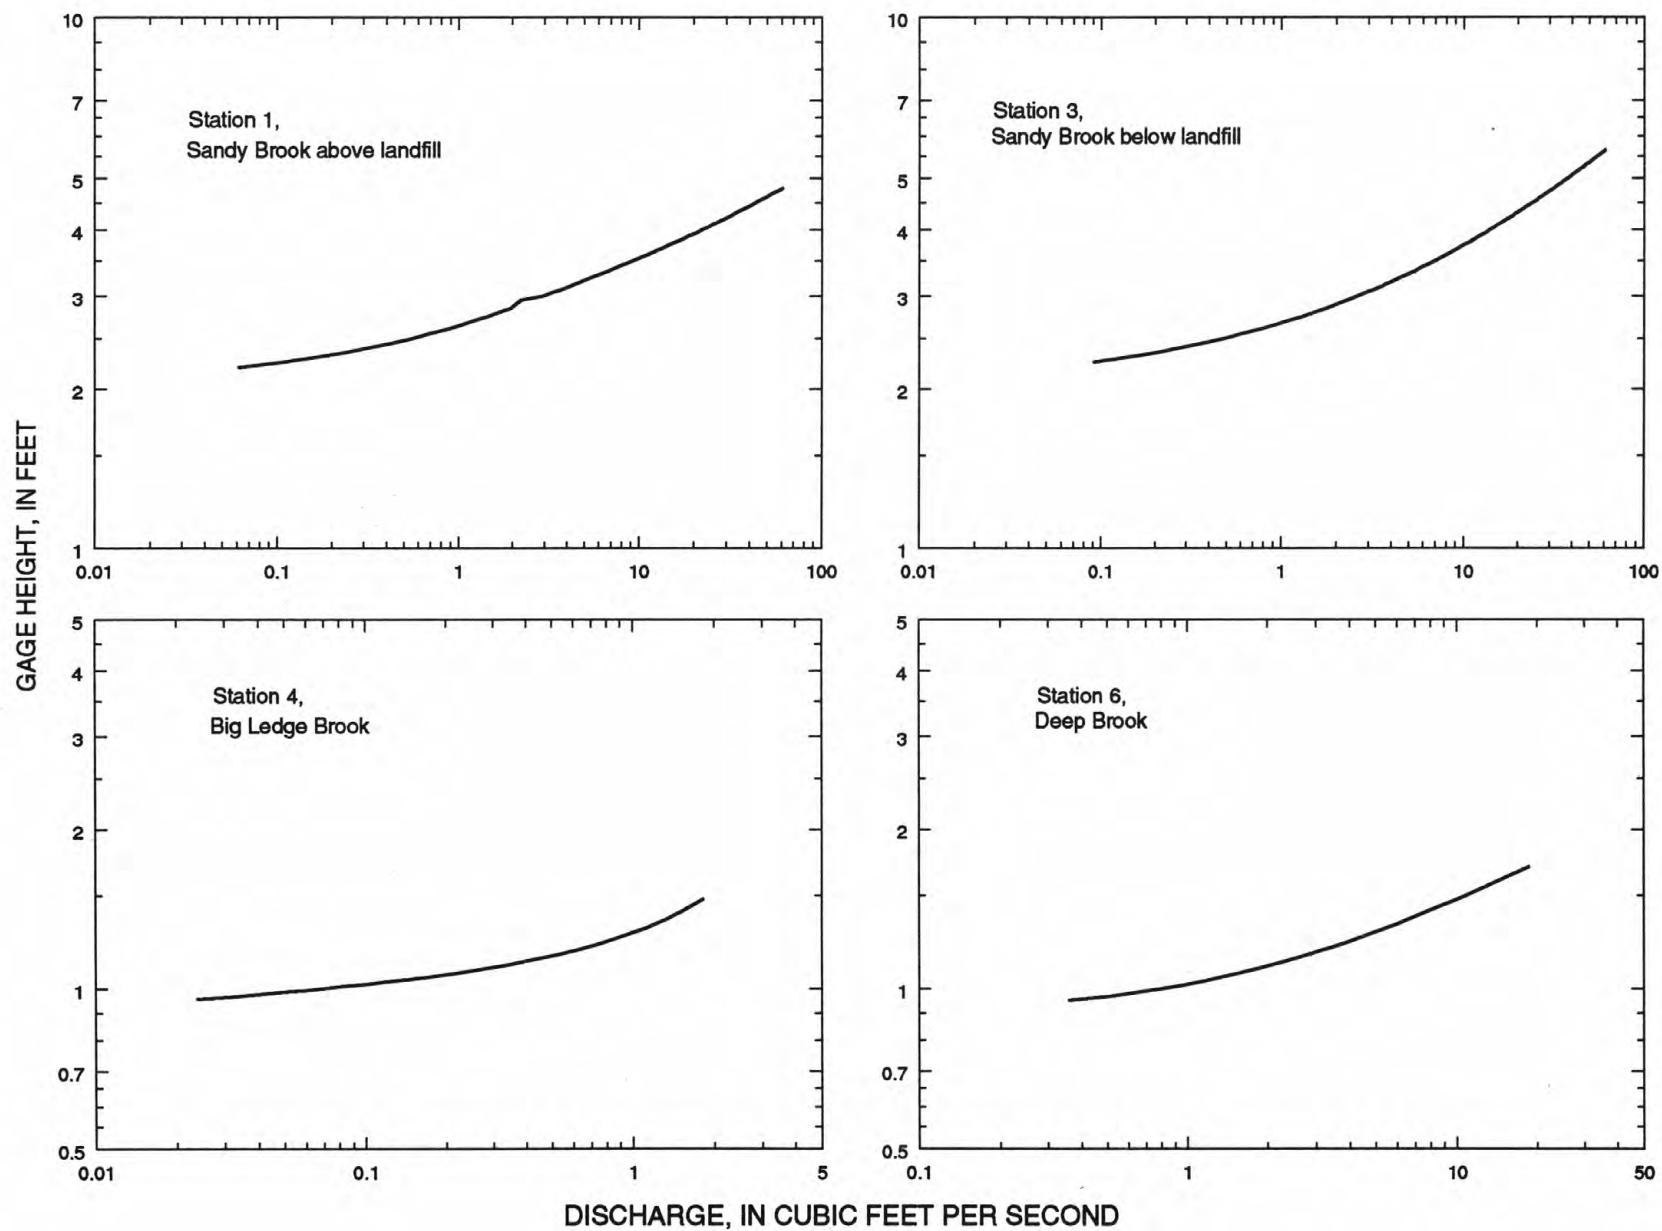 10
7
5
4
3
2
1
0.01 0.1 1 10 100
Station 1,
Sandy Brook above landfill
10
7
5
4
3
2
1
0.01 0.1 1 10 100
Station 3,
Sandy Brook below landfill
GAGE HEIGHT, IN FEET
5
4
3
2
1
0.7
0.5
0.01 0.1 1 5
Station 4,
Big Ledge Brook
5
4
3
2
1
0.7
0.5
0.1 1 10 50
Station 6,
Deep Brook
DISCHARGE, IN CUBIC FEET PER SECOND